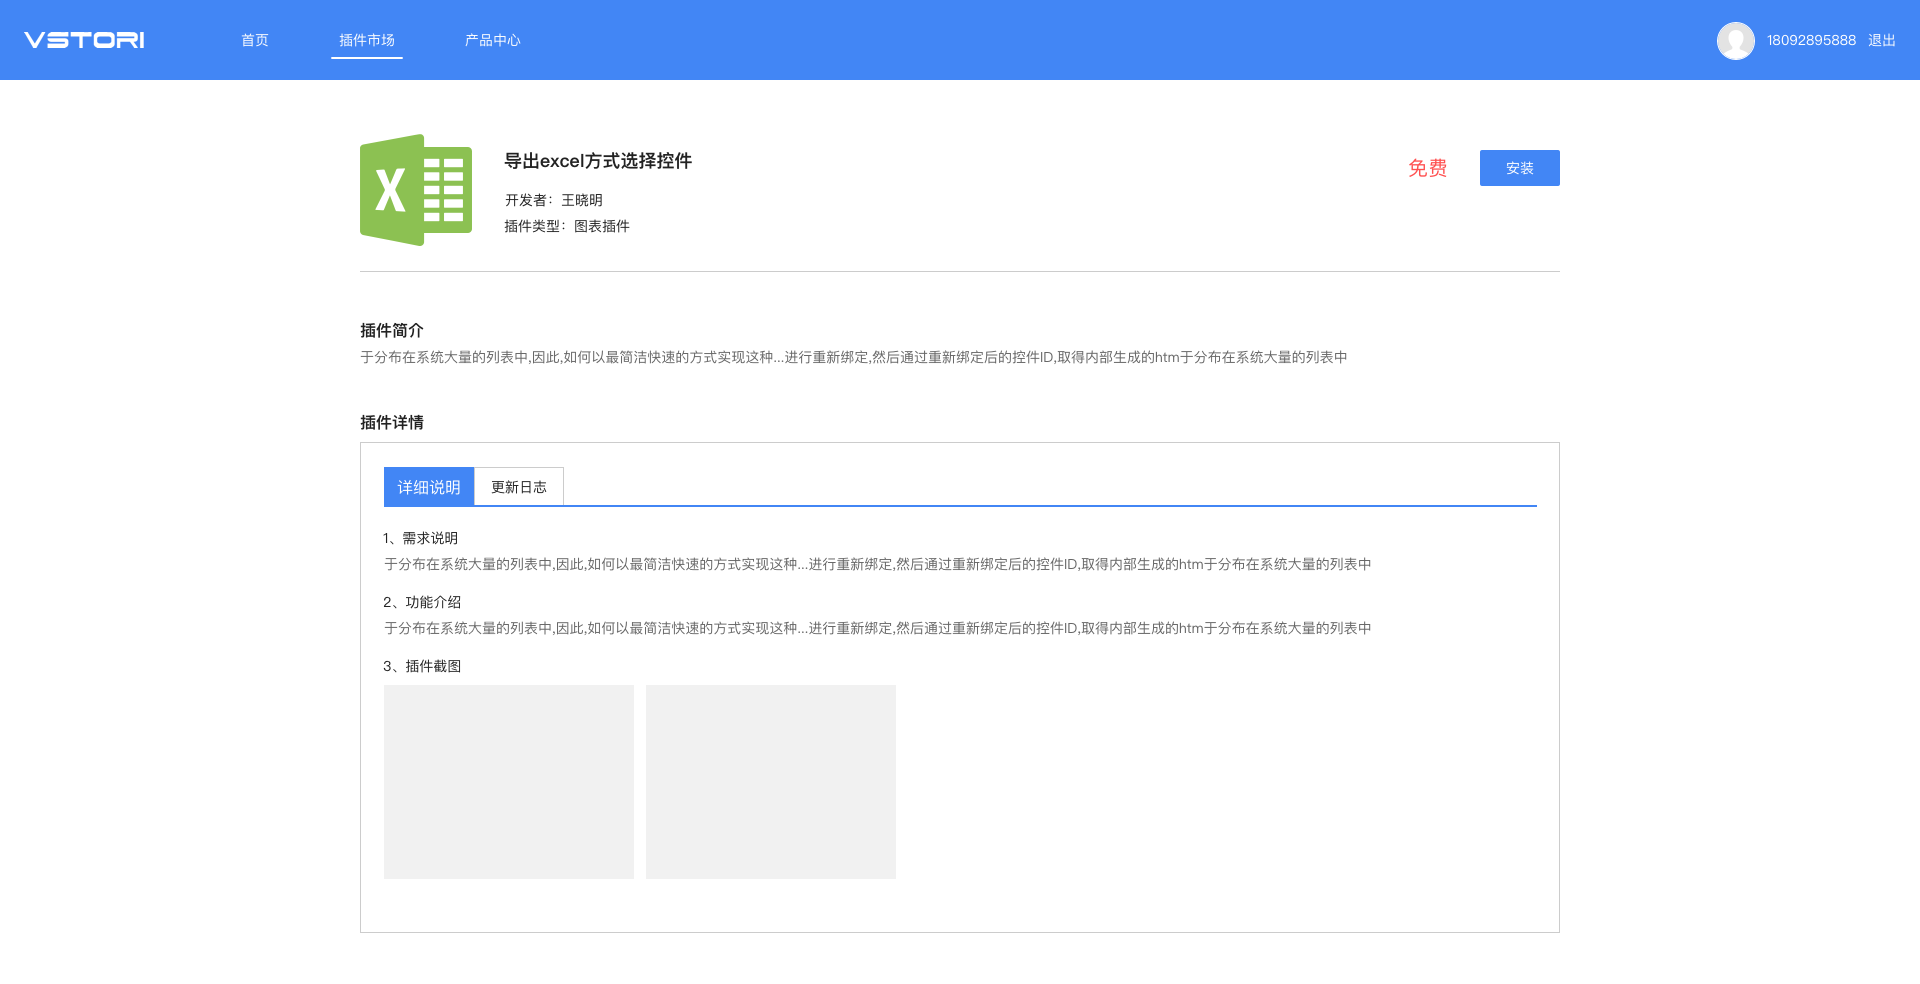 VSTORI 首页 插件市场 产品中心 18092895888 退出
导出excel方式选择控件
免费 安装
开发者：王晓明
插件类型：图表插件
插件简介
于分布在系统大量的列表中,因此,如何以最简洁快速的方式实现这种...进行重新绑定,然后通过重新绑定后的控件ID,取得内部生成的htm于分布在系统大量的列表中
插件详情
详细说明 更新日志
1、需求说明
于分布在系统大量的列表中,因此,如何以最简洁快速的方式实现这种...进行重新绑定,然后通过重新绑定后的控件ID,取得内部生成的htm于分布在系统大量的列表中
2、功能介绍
于分布在系统大量的列表中,因此,如何以最简洁快速的方式实现这种...进行重新绑定,然后通过重新绑定后的控件ID,取得内部生成的htm于分布在系统大量的列表中
3、插件截图